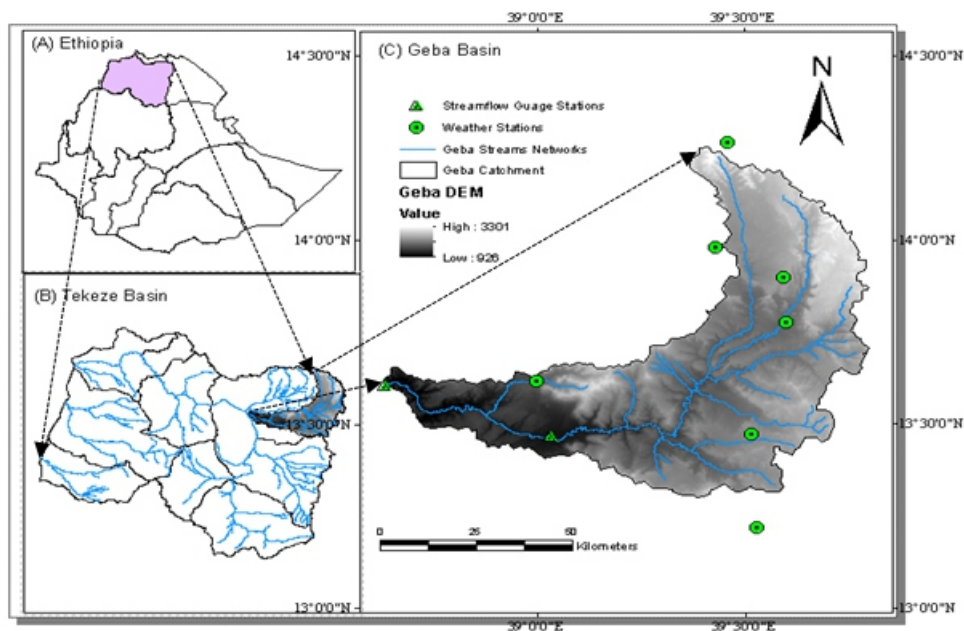 39°0'0"E
39°30'0"E
(A) Ethiopia
(C) Geba Basin
14°30'0"N
N
Streamflow Guage Stations
Weather Stations
Geba Streams Networks
Geba Catchment
Geba DEM
Value
High : 3301
Low : 926
14°0'0"N
(B) Tekeze Basin
13°30'0"N
13°30'0"N
0
25
60
Kilometers
13°0'0"N
13°0'0"N
39°0'0"E
39°30'0"E
14°30'0"N
14°0'0"N